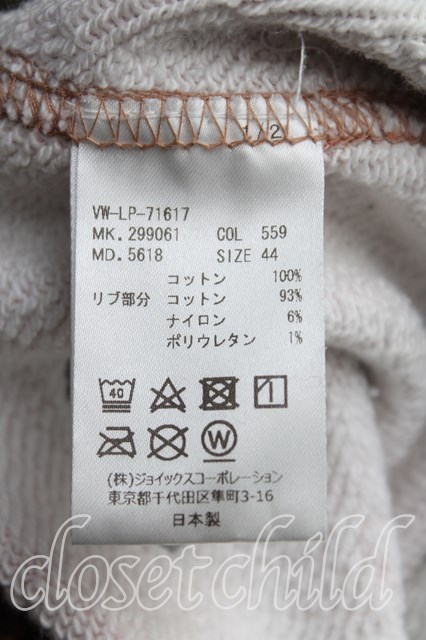 1/2
VW-LP-71617
MK.299061 COL 559
MD.5618 SIZE 44
コットン 100%
リブ部分 コットン 93%
ナイロン 6%
ポリウレタン 1%
40
W
(株)ジョイックスコーポレーション
東京都千代田区隼町3-16
日本製
closet child